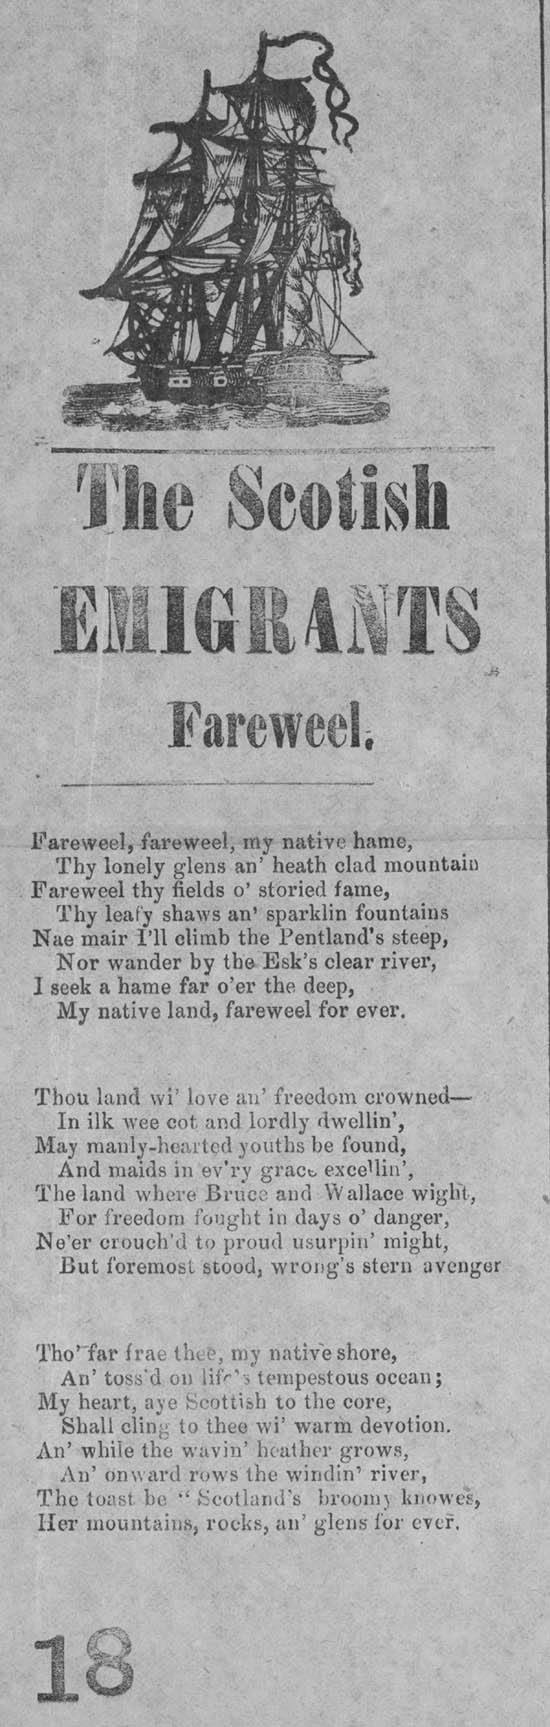 The Scotish
EMIGRANTS
Fareweel.
Fareweel, fareweel, my native hame,
Thy lonely glens an' heath clad mountain
Fareweel thy fields o' storied fame,
Thy leafy shaws an' sparklin fountains
Nae mair I'll climb the Pentland's steep,
Nor wander by the Esk's clear river,
I seek a hame far o'er the deep,
My native land, fareweel for ever.
Thou land wi' love an' freedom crowned—
In ilk wee cot and lordly dwellin',
May manly-hearted youths be found,
And maids in ev'ry grace excellin',
The land where Bruce and Wallace wight,
For freedom fought in days o' danger,
Ne'er crouch'd to proud usurpin' might,
But foremost stood, wrong's stern avenger
Tho' far frae thee, my native shore,
An' toss'd on life's tempestous ocean;
My heart, aye Scottish to the core,
Shall cling to thee wi' warm devotion.
An' while the wavin' heather grows,
An' onward rows the windin' river,
The toast be "Scotland's broomy knowes,
Her mountains, rocks, an' glens for ever.
18